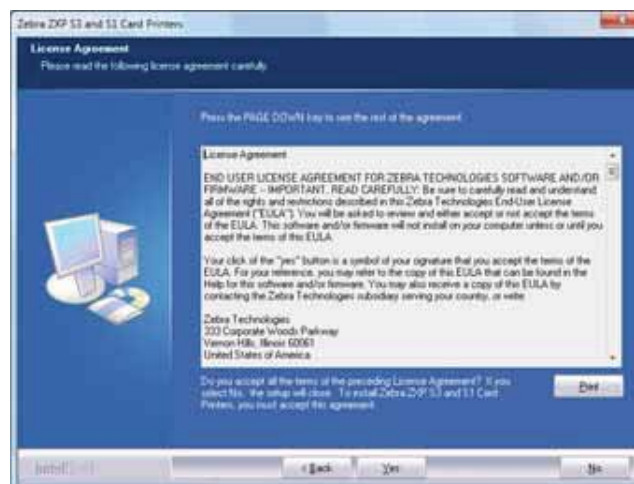 Zebra ZXP S3 and S1 Card Printers
License Agreement
Please read the following license agreement carefully.
Press the PAGE DOWN key to see the rest of the agreement.
License Agreement
END USER LICENSE AGREEMENT FOR ZEBRA TECHNOLOGIES SOFTWARE AND/OR
FIRMWARE - IMPORTANT. READ CAREFULLY: Be sure to carefully read and understand
all of the rights and restrictions described in this Zebra Technologies End-User License
Agreement ("EULA"). You will be asked to review and either accept or not accept the terms
of the EULA. This software and/or firmware will not install on your computer unless or until you
accept the terms of this EULA.
Your click of the "yes" button is a symbol of your signature that you accept the terms of the
EULA. For your reference, you may refer to the copy of this EULA that can be found in the
Help for this software and/or firmware. You may also receive a copy of this EULA by
contacting the Zebra Technologies subsidiary serving your country, or write:
Zebra Technologies
333 Corporate Woods Parkway
Vernon Hills, Illinois 60061
United States of America
Do you accept all the terms of the preceding License Agreement? If you
select No, the setup will close. To install Zebra ZXP S3 and S1 Card
Printers, you must accept this agreement.
Print
< Back
Yes
No